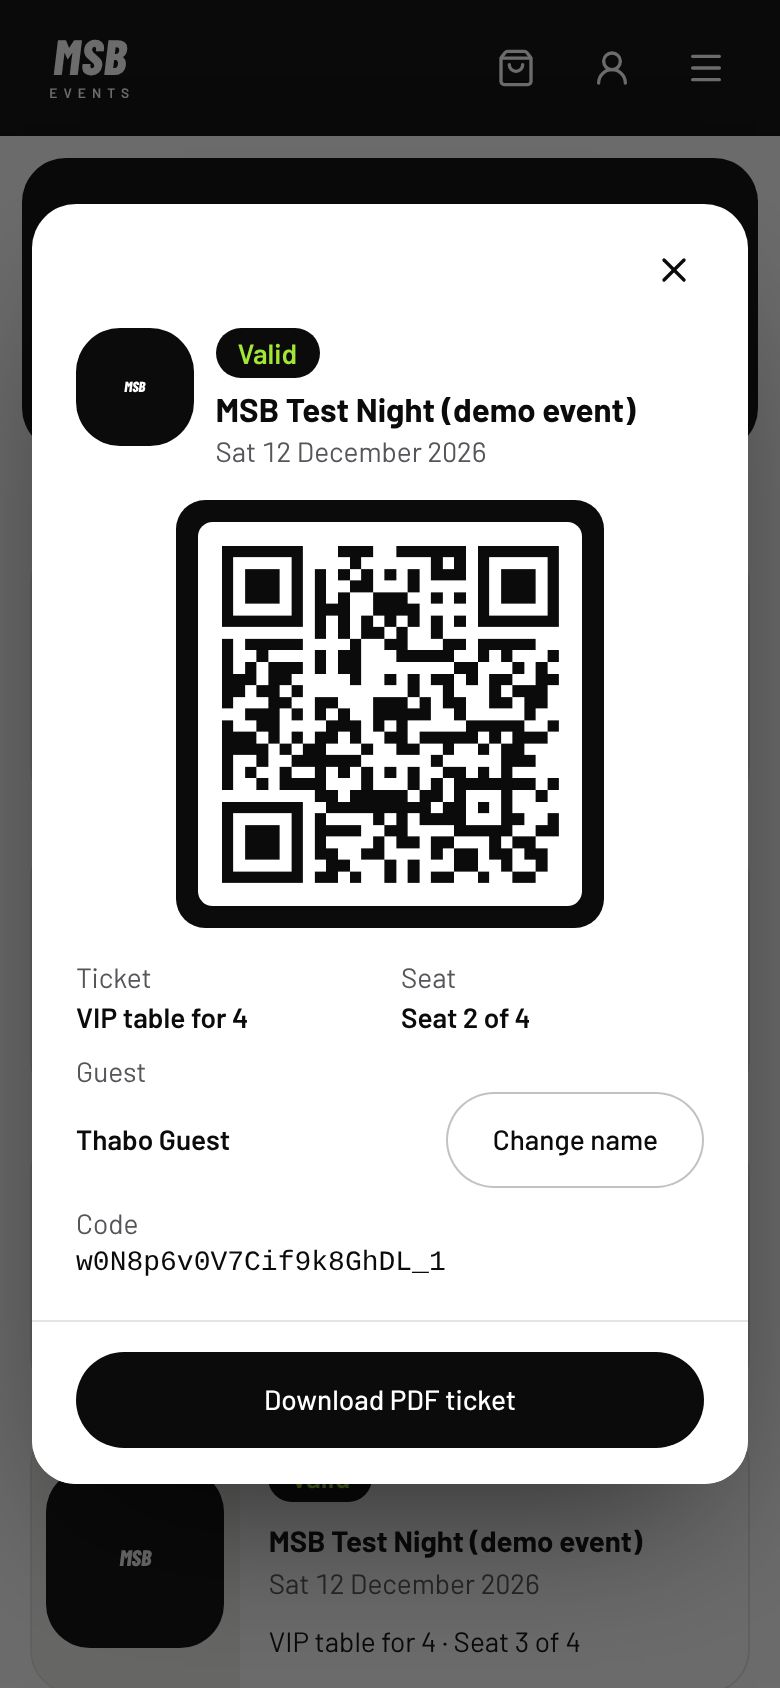 MSB
EVENTS
Valid
MSB
MSB Test Night (demo event)
Sat 12 December 2026
Ticket
VIP table for 4
Seat
Seat 2 of 4
Guest
Thabo Guest
Change name
Code
w0N8p6v0V7Cif9k8GhDL_1
Download PDF ticket
Valid
MSB
MSB Test Night (demo event)
Sat 12 December 2026
VIP table for 4 · Seat 3 of 4